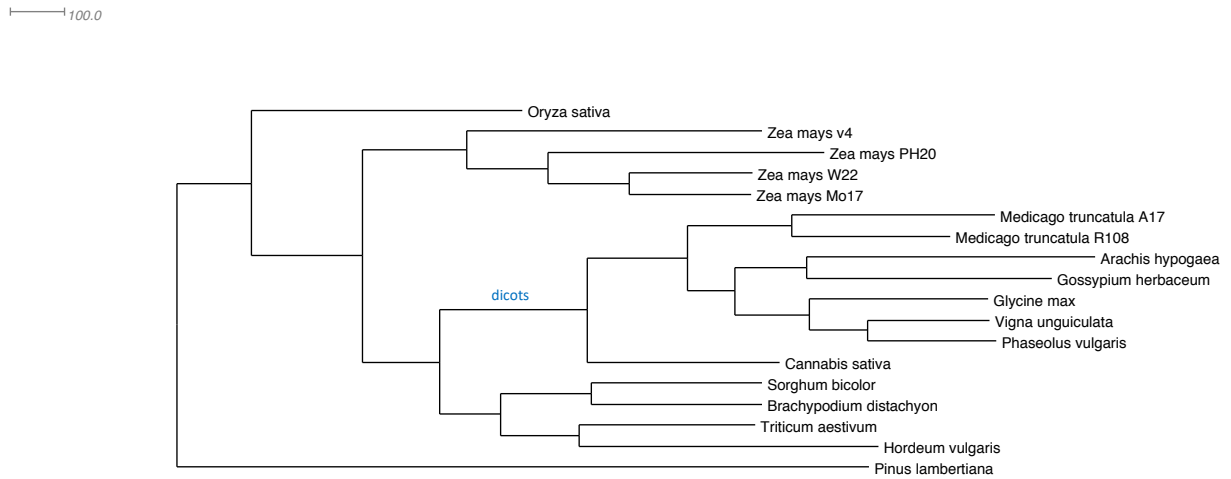 100.0
Oryza sativa
Zea mays v4
Zea mays PH20
Zea mays W22
Zea mays Mo17
Medicago truncatula A17
Medicago truncatula R108
Arachis hypogaea
Gossypium herbaceum
dicots
Glycine max
Vigna unguiculata
Phaseolus vulgaris
Cannabis sativa
Sorghum bicolor
Brachypodium distachyon
Triticum aestivum
Hordeum vulgaris
Pinus lambertiana